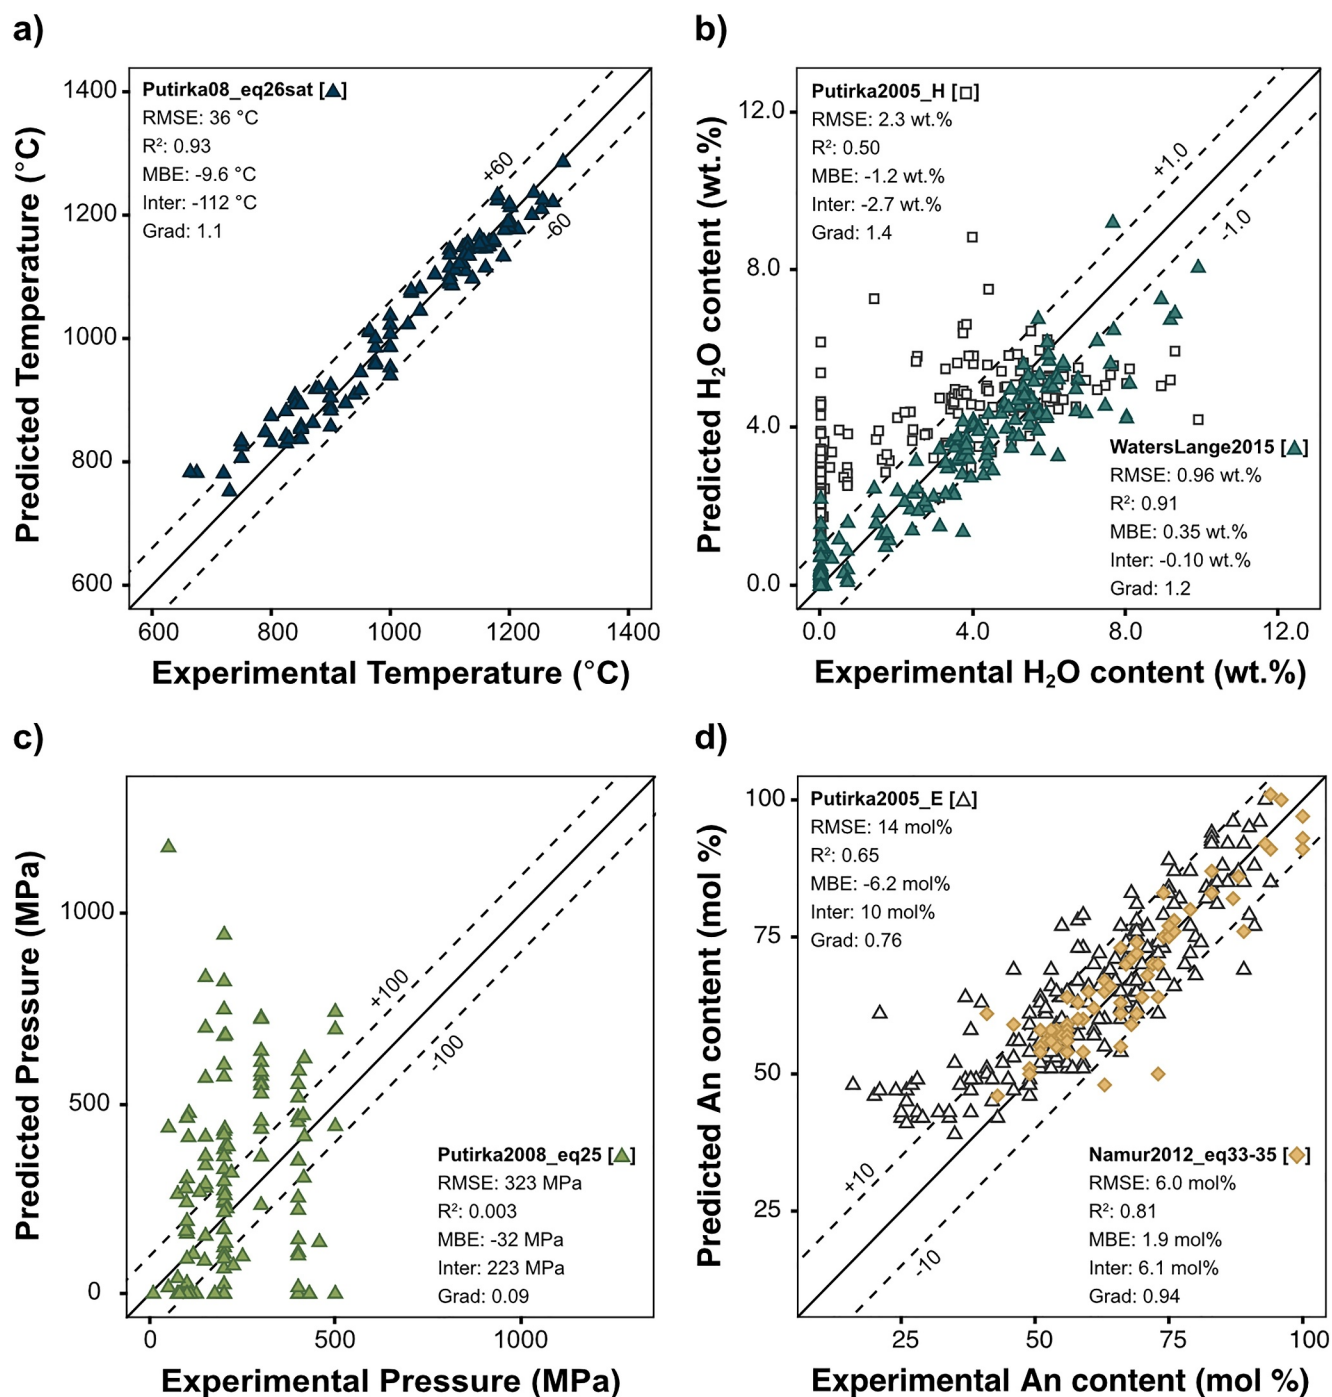 a)
Predicted Temperature (°C)
1400
1200
1000
800
600
Putirka08_eq26sat [▲]
RMSE: 36 °C
R²: 0.93
MBE: -9.6 °C
Inter: -112 °C
Grad: 1.1
+60
-60
600 800 1000 1200 1400
Experimental Temperature (°C)
b)
Predicted H₂O content (wt.%)
12.0
8.0
4.0
0.0
Putirka2005_H [□]
RMSE: 2.3 wt.%
R²: 0.50
MBE: -1.2 wt.%
Inter: -2.7 wt.%
Grad: 1.4
+1.0
-1.0
WatersLange2015 [▲]
RMSE: 0.96 wt.%
R²: 0.91
MBE: 0.35 wt.%
Inter: -0.10 wt.%
Grad: 1.2
0.0 4.0 8.0 12.0
Experimental H₂O content (wt.%)
c)
Predicted Pressure (MPa)
1000
500
0
+100
-100
Putirka2008_eq25 [▲]
RMSE: 323 MPa
R²: 0.003
MBE: -32 MPa
Inter: 223 MPa
Grad: 0.09
0 500 1000
Experimental Pressure (MPa)
d)
Predicted An content (mol %)
100
75
50
25
Putirka2005_E [△]
RMSE: 14 mol%
R²: 0.65
MBE: -6.2 mol%
Inter: 10 mol%
Grad: 0.76
+10
-10
Namur2012_eq33-35 [◆]
RMSE: 6.0 mol%
R²: 0.81
MBE: 1.9 mol%
Inter: 6.1 mol%
Grad: 0.94
25 50 75 100
Experimental An content (mol %)